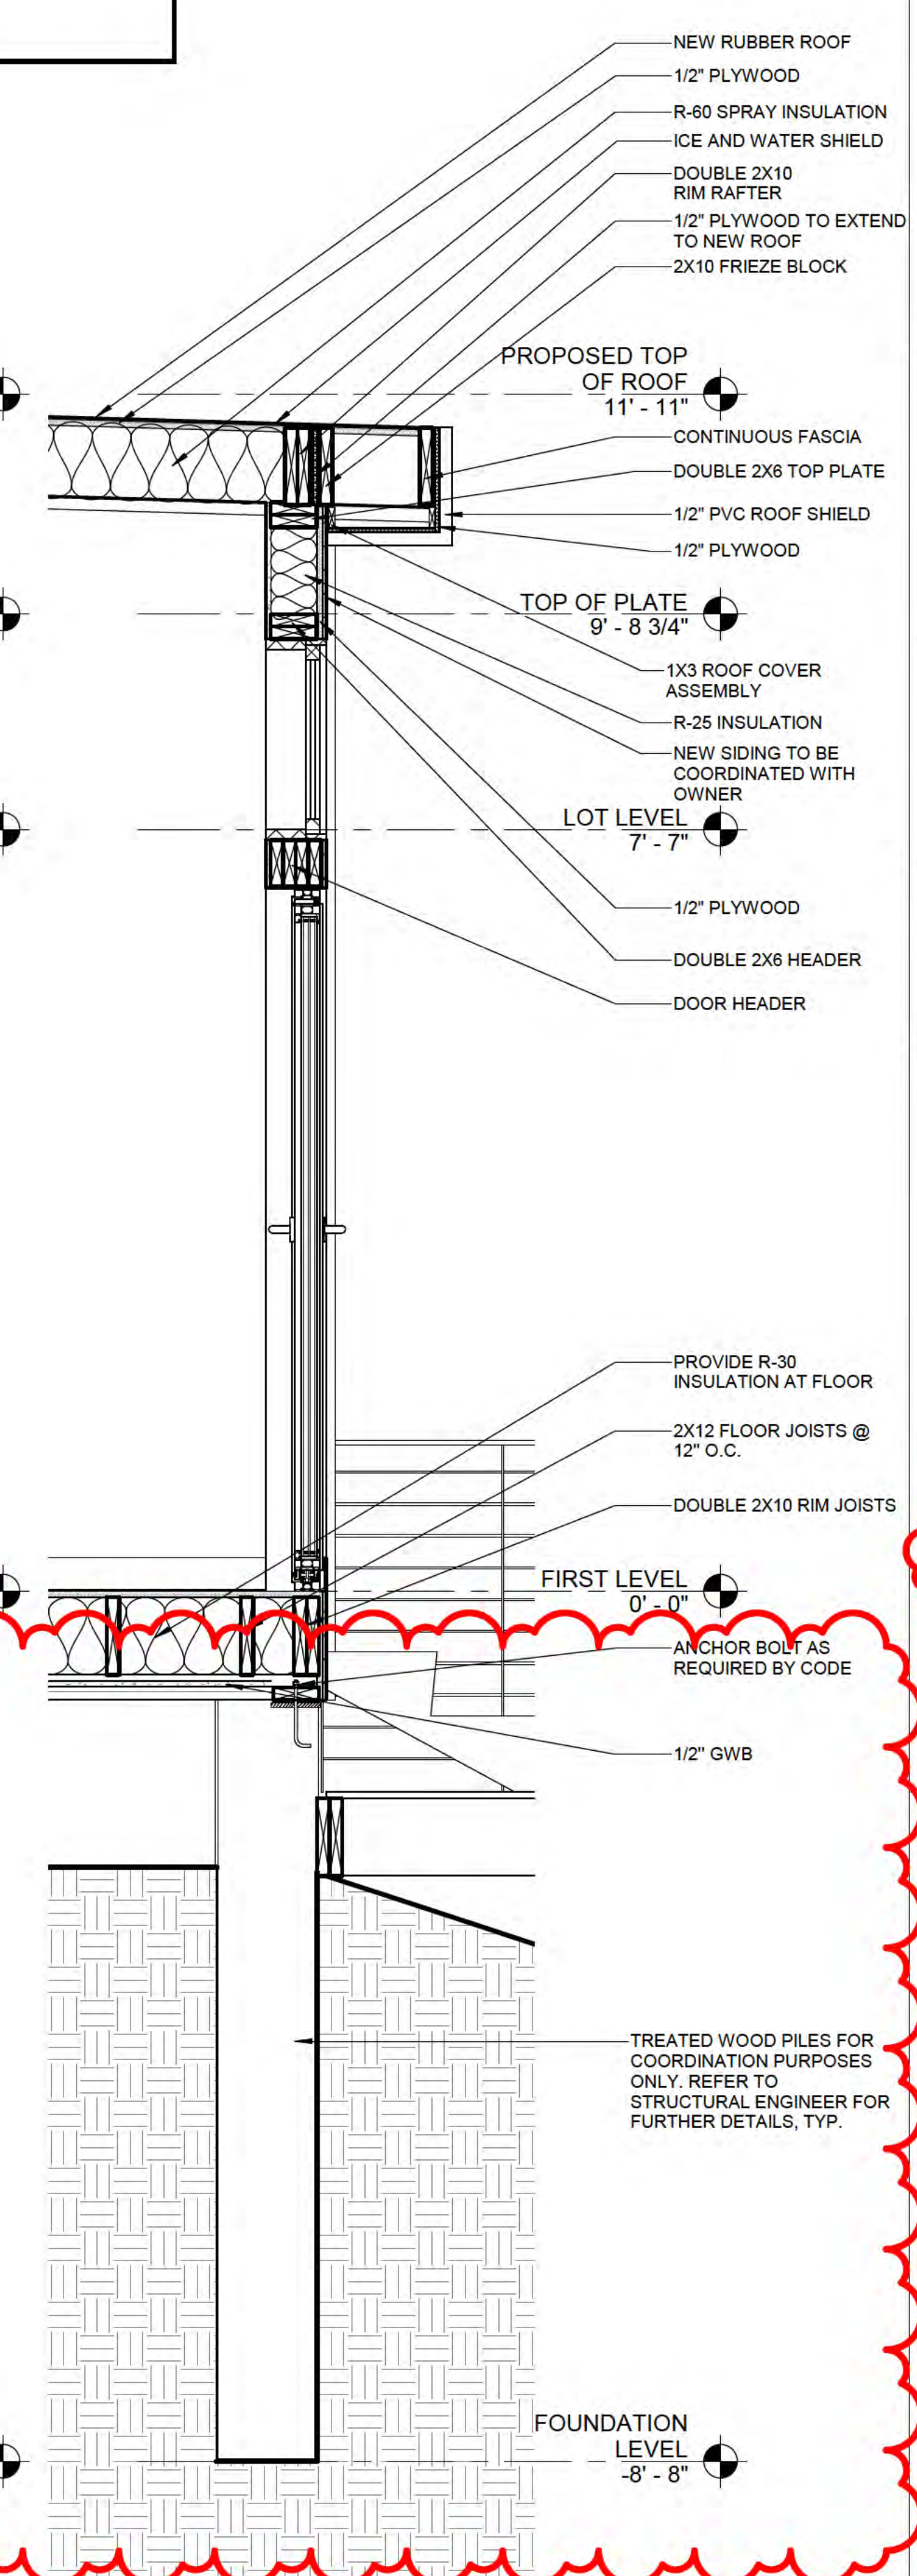 NEW RUBBER ROOF
1/2" PLYWOOD
R-60 SPRAY INSULATION
ICE AND WATER SHIELD
DOUBLE 2X10
RIM RAFTER
1/2" PLYWOOD TO EXTEND
TO NEW ROOF
2X10 FRIEZE BLOCK
PROPOSED TOP
OF ROOF
11' - 11"
CONTINUOUS FASCIA
DOUBLE 2X6 TOP PLATE
1/2" PVC ROOF SHIELD
1/2" PLYWOOD
TOP OF PLATE
9' - 8 3/4"
1X3 ROOF COVER
ASSEMBLY
R-25 INSULATION
NEW SIDING TO BE
COORDINATED WITH
OWNER
LOT LEVEL
7' - 7"
1/2" PLYWOOD
DOUBLE 2X6 HEADER
DOOR HEADER
PROVIDE R-30
INSULATION AT FLOOR
2X12 FLOOR JOISTS @
12" O.C.
DOUBLE 2X10 RIM JOISTS
FIRST LEVEL
0' - 0"
ANCHOR BOLT AS
REQUIRED BY CODE
1/2" GWB
TREATED WOOD PILES FOR
COORDINATION PURPOSES
ONLY. REFER TO
STRUCTURAL ENGINEER FOR
FURTHER DETAILS, TYP.
FOUNDATION
LEVEL
-8' - 8"